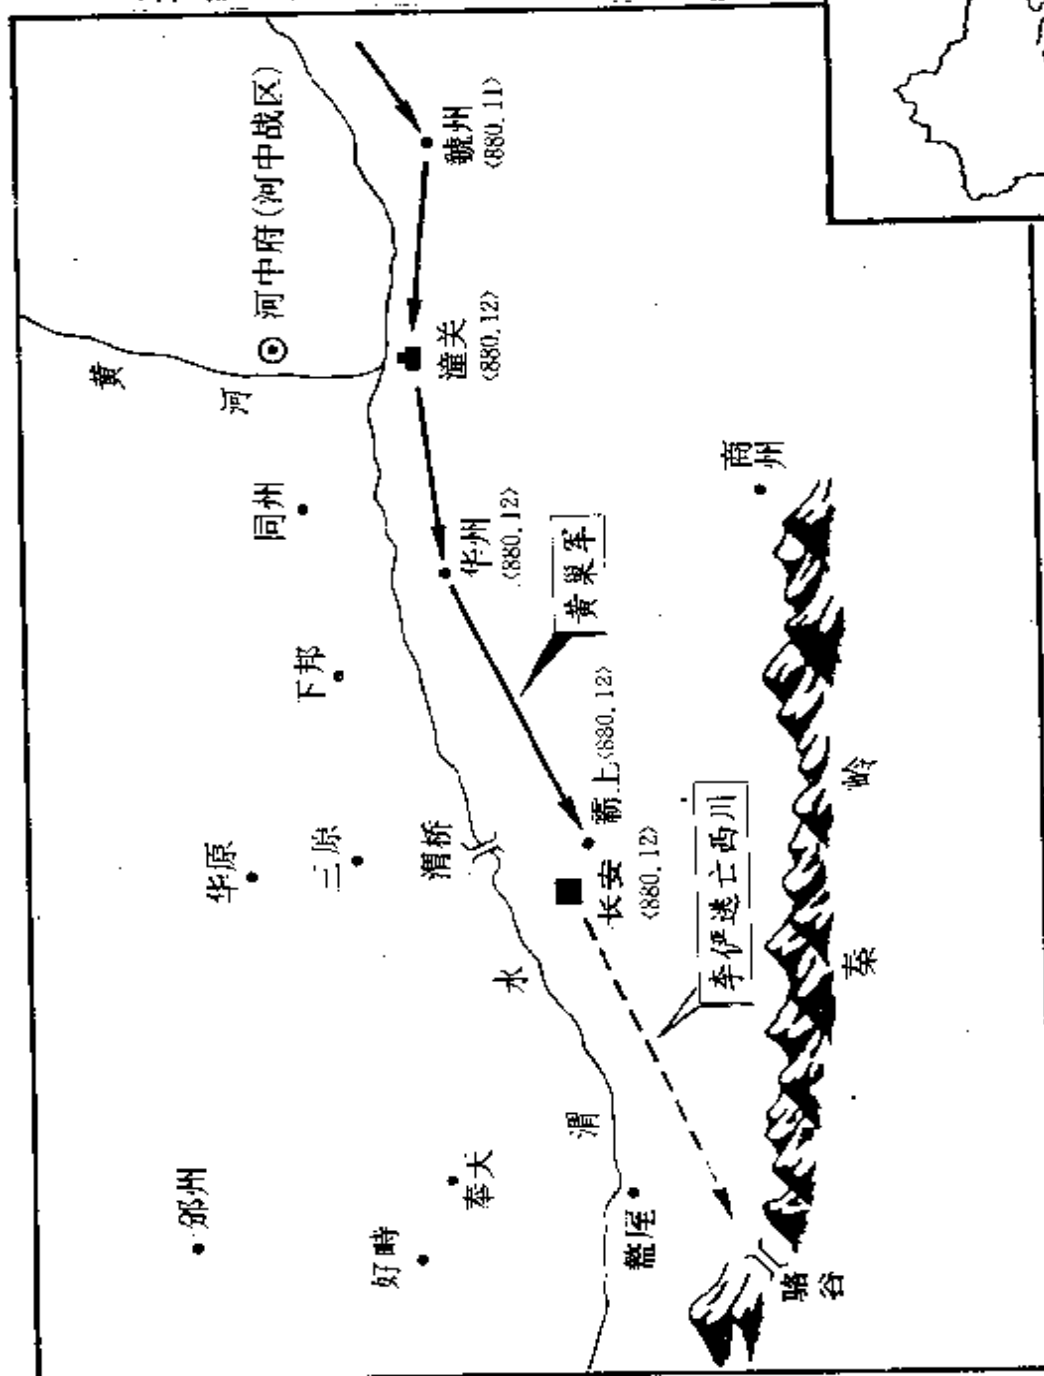 虢州
<880.11>
河中府(河中战区)
潼关
<880.12>
黄
河
同州
华州
<880.12>
商州
黄巢军
下邽
霸上<880.12>
渭桥
华原
三原
长安
<880.12>
李俨逃亡西川
秦
岭
渭
水
邠州
奉天
好畤
盩厔
骆
谷